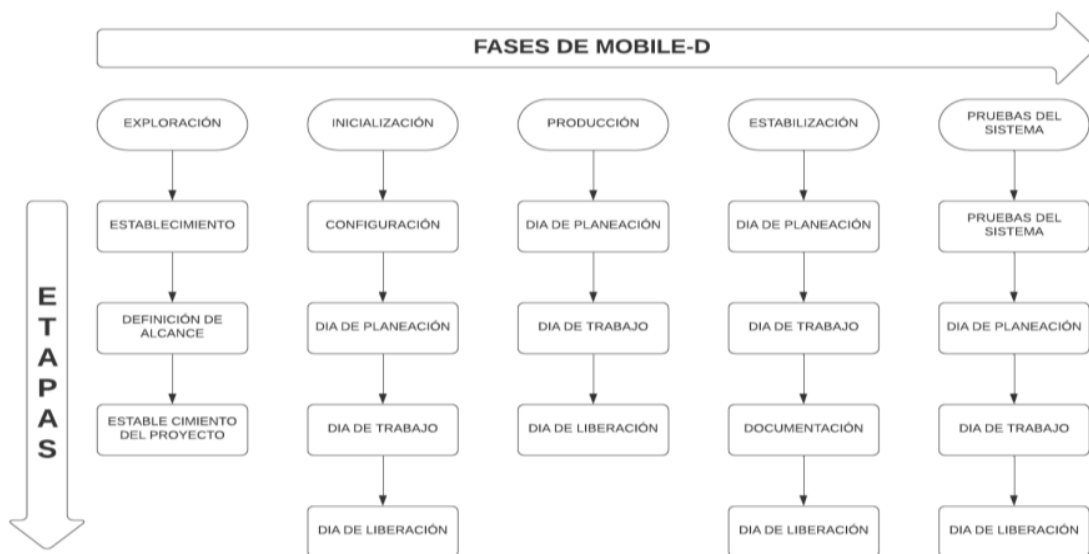 FASES DE MOBILE-D
EXPLORACIÓN
INICIALIZACIÓN
PRODUCCIÓN
ESTABILIZACIÓN
PRUEBAS DEL
SISTEMA
ETAPAS
ESTABLECIMIENTO
CONFIGURACIÓN
DIA DE PLANEACIÓN
DIA DE PLANEACIÓN
PRUEBAS DEL
SISTEMA
DEFINICIÓN DE
ALCANCE
DIA DE PLANEACIÓN
DIA DE TRABAJO
DIA DE TRABAJO
DIA DE PLANEACIÓN
ESTABLE CIMIENTO
DEL PROYECTO
DIA DE TRABAJO
DIA DE LIBERACIÓN
DOCUMENTACIÓN
DIA DE TRABAJO
DIA DE LIBERACIÓN
DIA DE LIBERACIÓN
DIA DE LIBERACIÓN